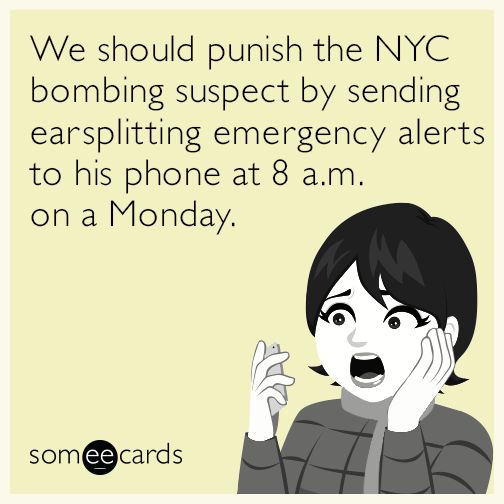 We should punish the NYC
bombing suspect by sending
earsplitting emergency alerts
to his phone at 8 a.m.
on a Monday.
someecards